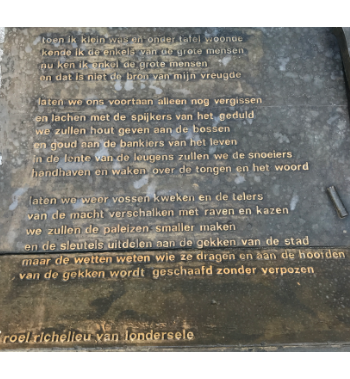 toen ik klein was en onder tafel woonde
kende ik de enkels van de grote mensen
nu ken ik enkel de grote mensen
en dat is niet de bron van mijn vreugde
laten we ons voortaan alleen nog vergissen
en lachen met de spijkers van het geduld
we zullen hout geven aan de bossen
en goud aan de bankiers van het leven
in de lente van de leugens zullen we de snoeiers
handhaven en waken over de tongen en het woord
laten we weer vossen kweken en de telers
van de macht verschalken met raven en kazen
we zullen de paleizen smaller maken
en de sleutels uitdelen aan de gekken van de stad
maar de wetten weten wie ze dragen en aan de hoofden
van de gekken wordt geschaafd zonder verpozen
roel richelieu van londersele